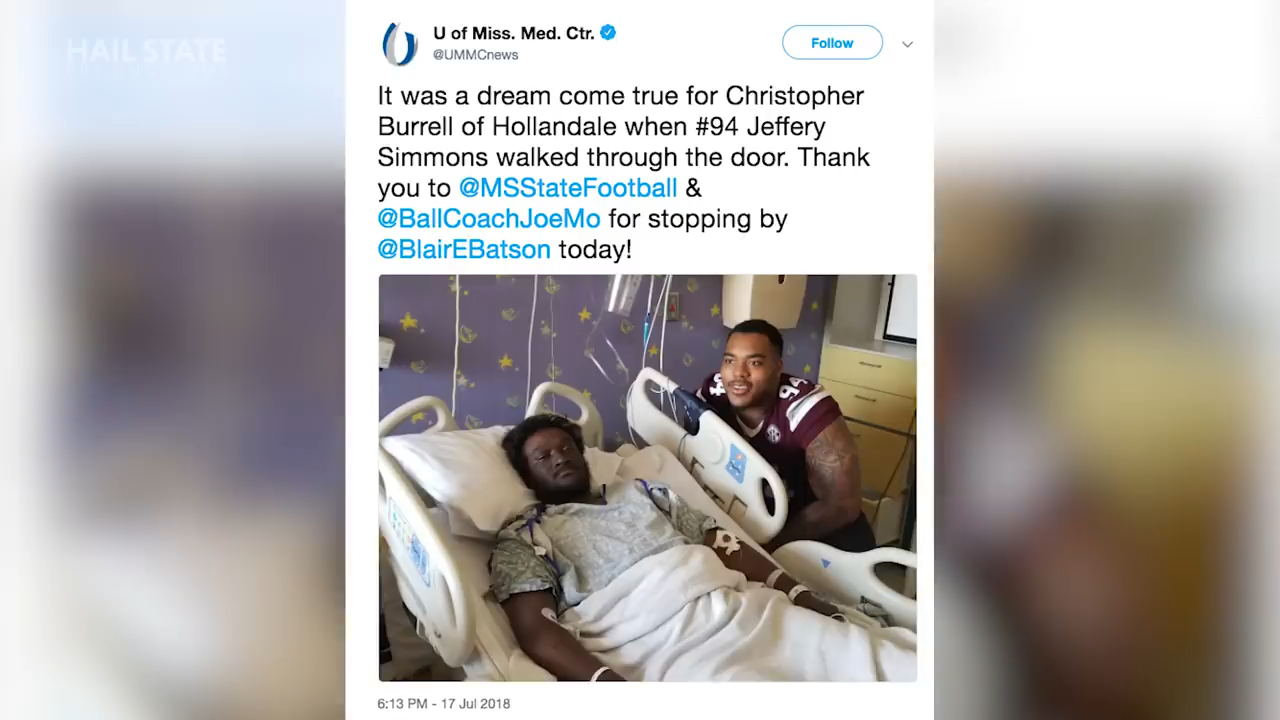 HAIL STATE
U of Miss. Med. Ctr.
@UMMCnews
Follow
It was a dream come true for Christopher
Burrell of Hollandale when #94 Jeffery
Simmons walked through the door. Thank
you to @MSStateFootball &
@BallCoachJoeMo for stopping by
@BlairEBatson today!
94
6:13 PM - 17 Jul 2018